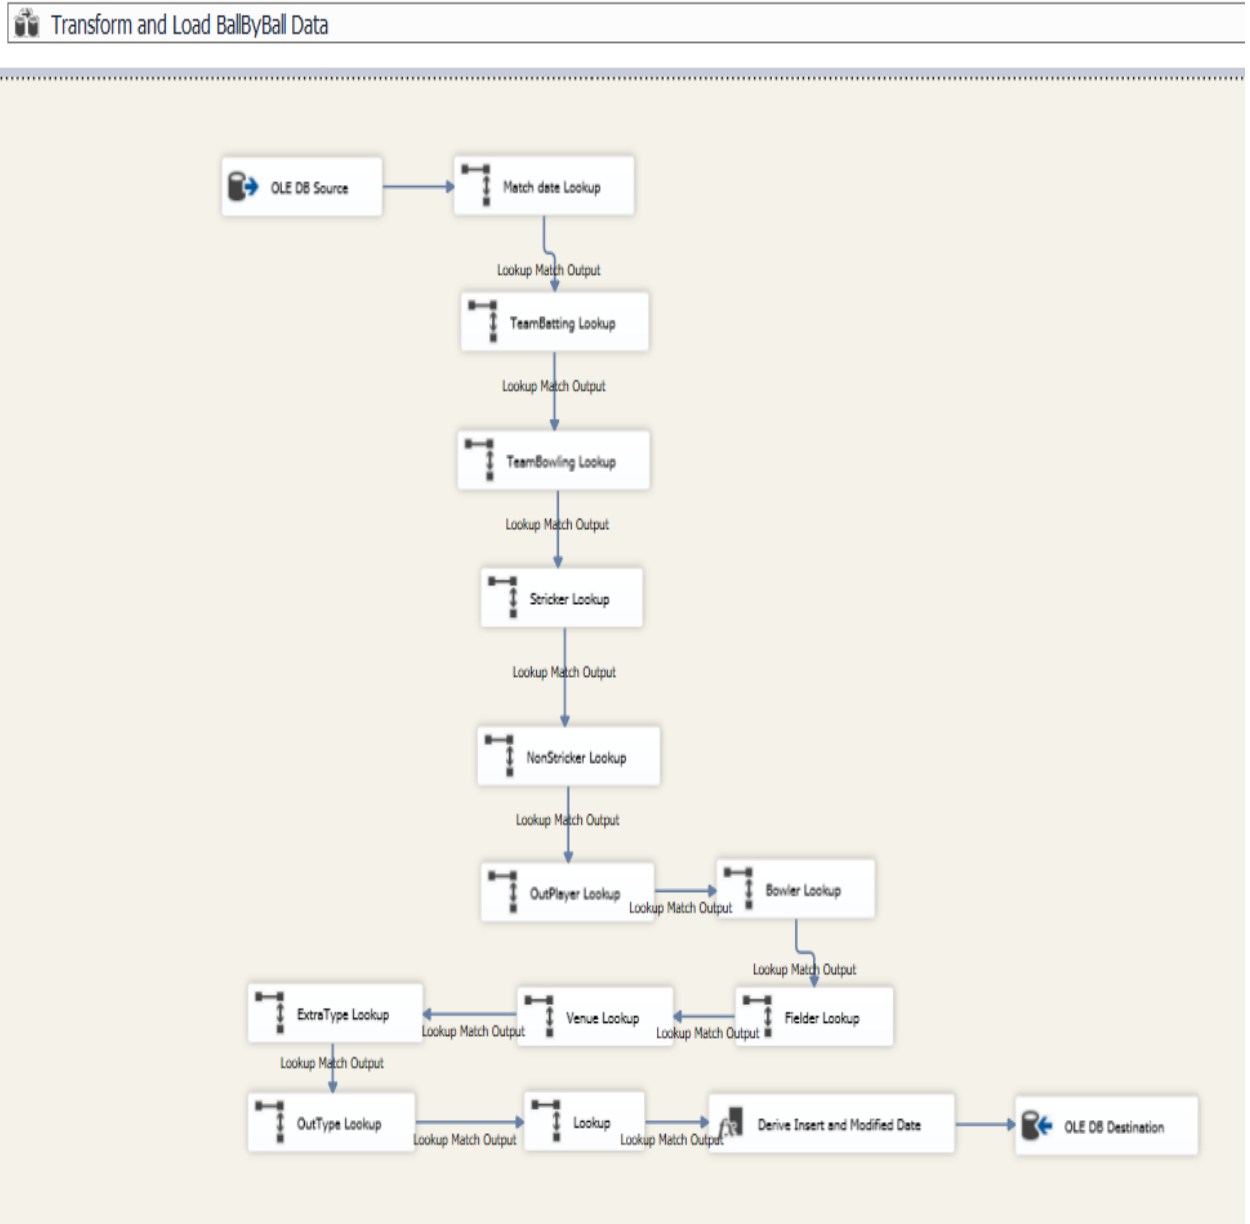 Transform and Load BallByBall Data
OLE DB Source
Match date Lookup
Lookup Match Output
TeamBatting Lookup
Lookup Match Output
TeamBowling Lookup
Lookup Match Output
Stricker Lookup
Lookup Match Output
NonStricker Lookup
Lookup Match Output
OutPlayer Lookup
Lookup Match Output
Bowler Lookup
Lookup Match Output
Fielder Lookup
Lookup Match Output
Venue Lookup
Lookup Match Output
ExtraType Lookup
Lookup Match Output
OutType Lookup
Lookup Match Output
Lookup
Lookup Match Output
Derive Insert and Modified Date
OLE DB Destination